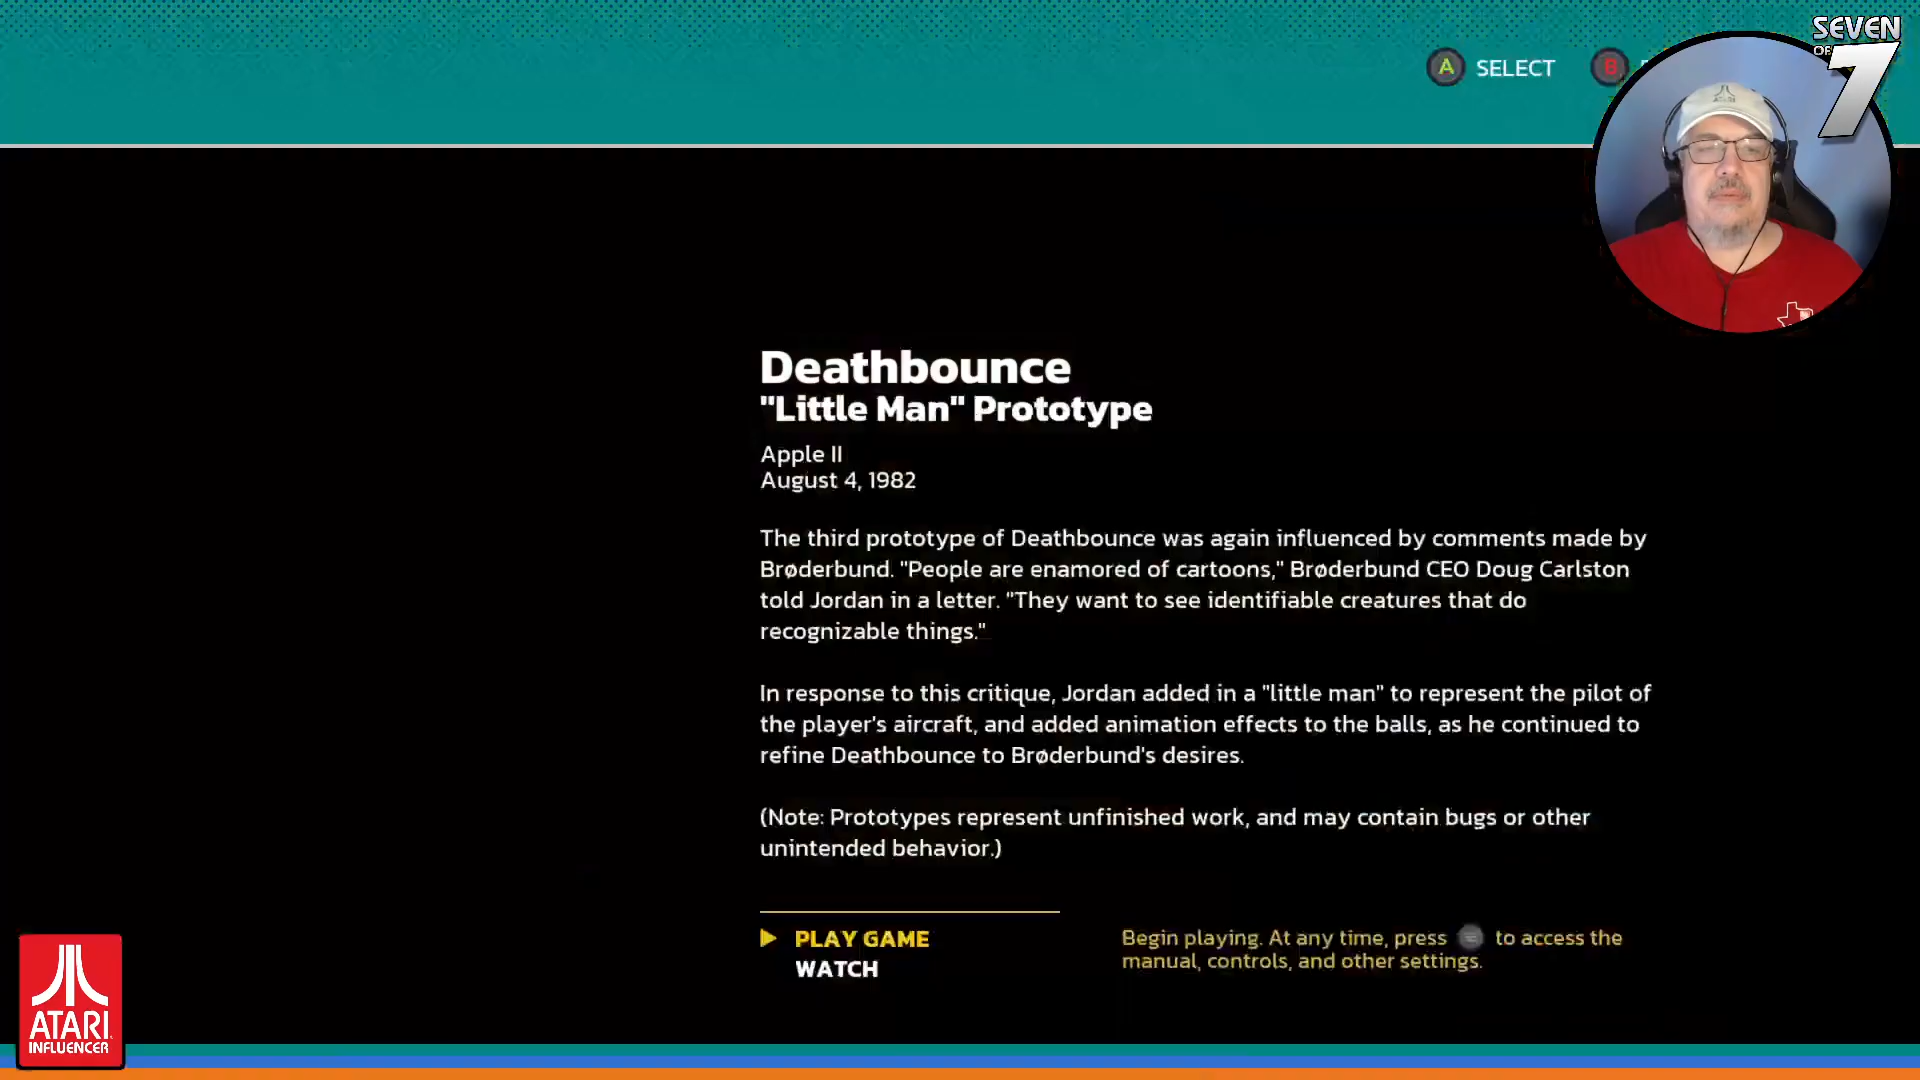 SEVEN
OF
7
A SELECT
B
ATARI
Deathbounce
"Little Man" Prototype
Apple II
August 4, 1982
The third prototype of Deathbounce was again influenced by comments made by
Brøderbund. "People are enamored of cartoons," Brøderbund CEO Doug Carlston
told Jordan in a letter. "They want to see identifiable creatures that do
recognizable things."
In response to this critique, Jordan added in a "little man" to represent the pilot of
the player's aircraft, and added animation effects to the balls, as he continued to
refine Deathbounce to Brøderbund's desires.
(Note: Prototypes represent unfinished work, and may contain bugs or other
unintended behavior.)
PLAY GAME
WATCH
Begin playing. At any time, press to access the
manual, controls, and other settings.
ATARI
INFLUENCER